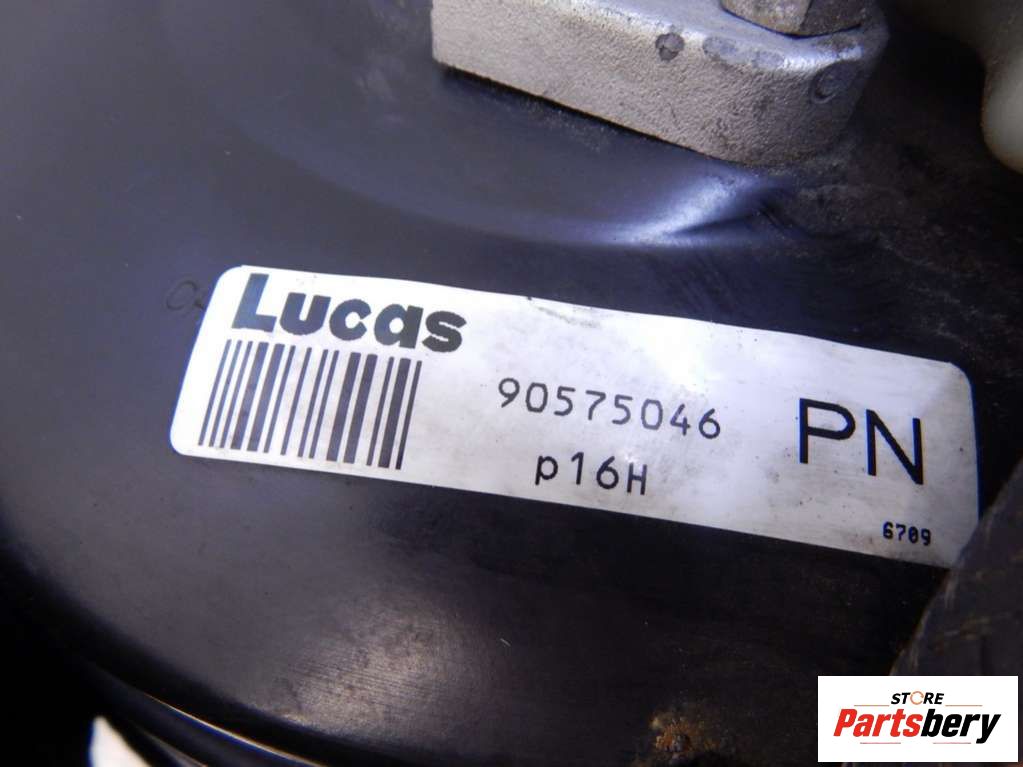 Lucas
90575046
PN
p16H
6709
STORE
Partsbery